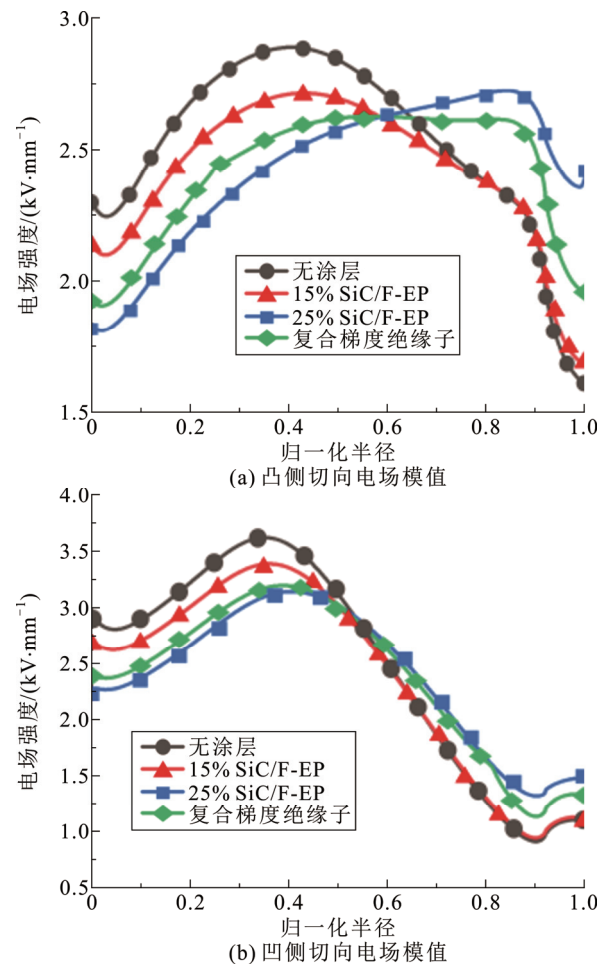 3.0
2.5
2.0
1.5
电场强度/(kV·mm⁻¹)
无涂层
15% SiC/F-EP
25% SiC/F-EP
复合梯度绝缘子
0 0.2 0.4 0.6 0.8 1.0
归一化半径
(a) 凸侧切向电场模值
4.0
3.5
3.0
2.5
2.0
1.5
1.0
0.5
电场强度/(kV·mm⁻¹)
无涂层
15% SiC/F-EP
25% SiC/F-EP
复合梯度绝缘子
0 0.2 0.4 0.6 0.8 1.0
归一化半径
(b) 凹侧切向电场模值